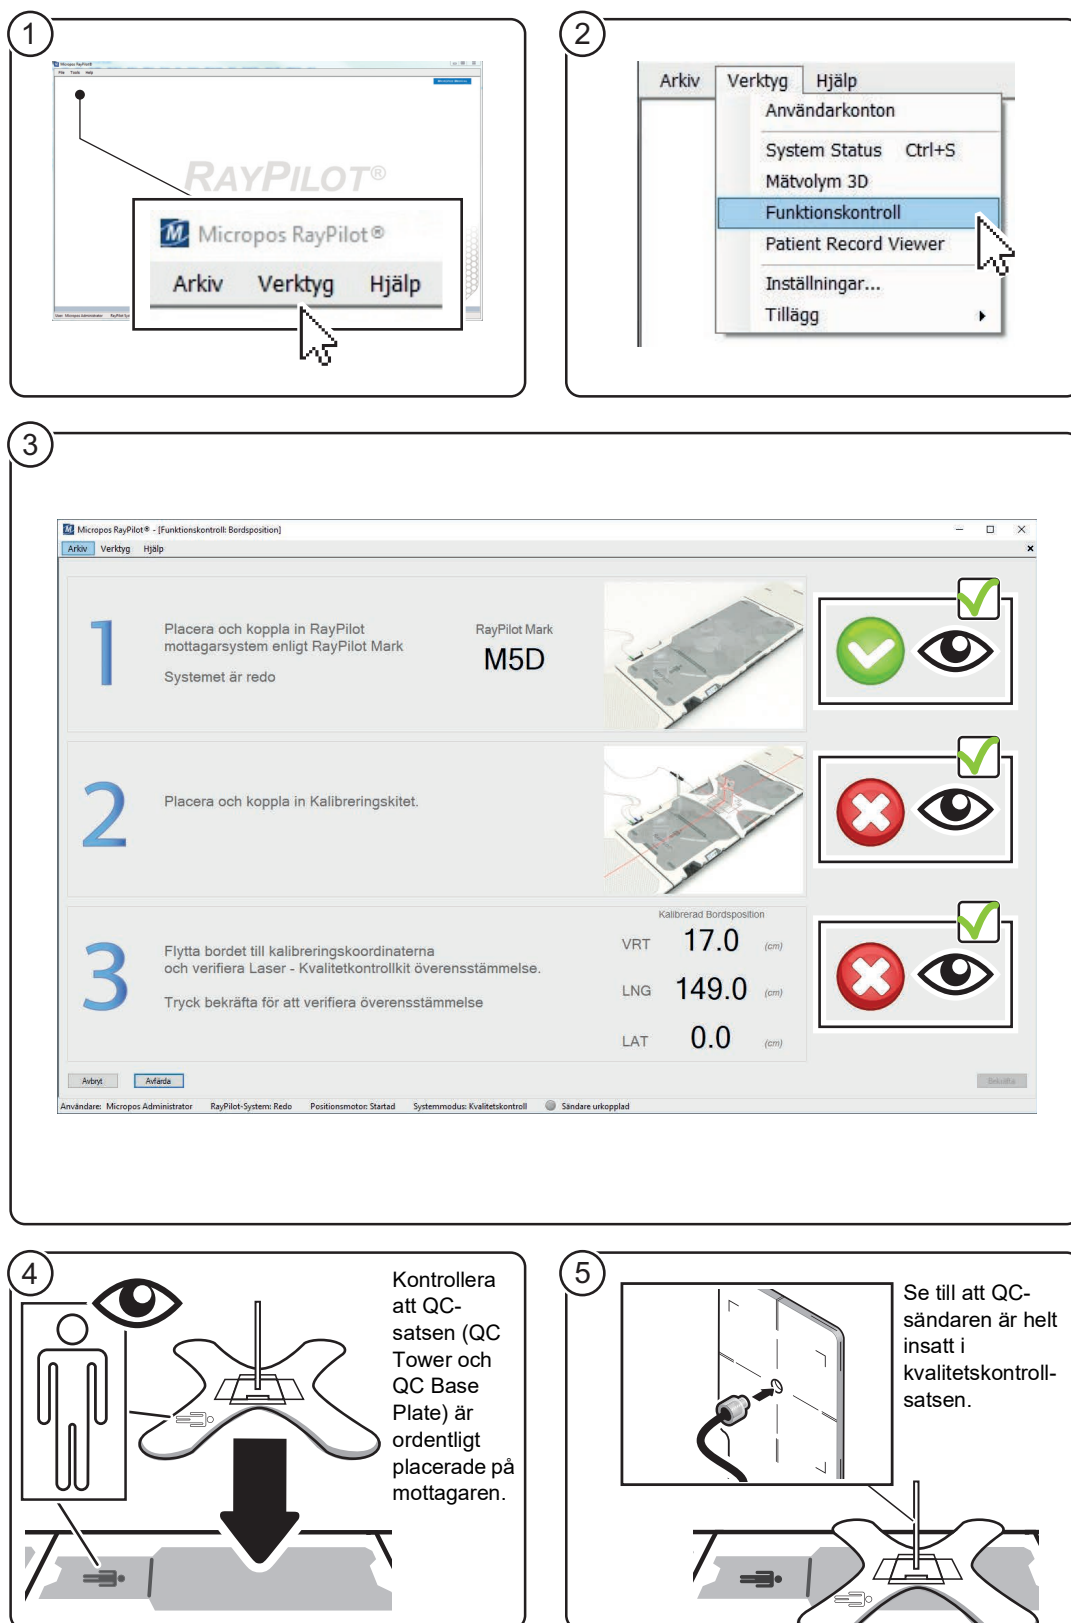 1
Micropos RayPilot®
File Tools Help
RAYPILOT®
Micropos RayPilot®
Arkiv Verktyg Hjälp
2
Arkiv Verktyg Hjälp
Användarkonton
System Status Ctrl+S
Mätvolym 3D
Funktionskontroll
Patient Record Viewer
Inställningar...
Tillägg
3
Micropos RayPilot® - [Funktionskontroll: Bordsposition]
Arkiv Verktyg Hjälp
1
Placera och koppla in RayPilot
mottagarsystem enligt RayPilot Mark
Systemet är redo
RayPilot Mark
M5D
2
Placera och koppla in Kalibreringskitet.
3
Flytta bordet till kalibreringskoordinaterna
och verifiera Laser - Kvalitetkontrollkit överensstämmelse.
Tryck bekräfta för att verifiera överensstämmelse
Kalibrerad Bordsposition
VRT 17.0 (cm)
LNG 149.0 (cm)
LAT 0.0 (cm)
Avbryt Avfärda Bekräfta
Användare: Micropos Administrator RayPilot-System: Redo Positionsmotor: Startad Systemmodus: Kvalitetskontroll Sändare urkopplad
4
Kontrollera
att QC-
satsen (QC
Tower och
QC Base
Plate) är
ordentligt
placerade på
mottagaren.
5
Se till att QC-
sändaren är helt
insatt i
kvalitetskontroll-
satsen.